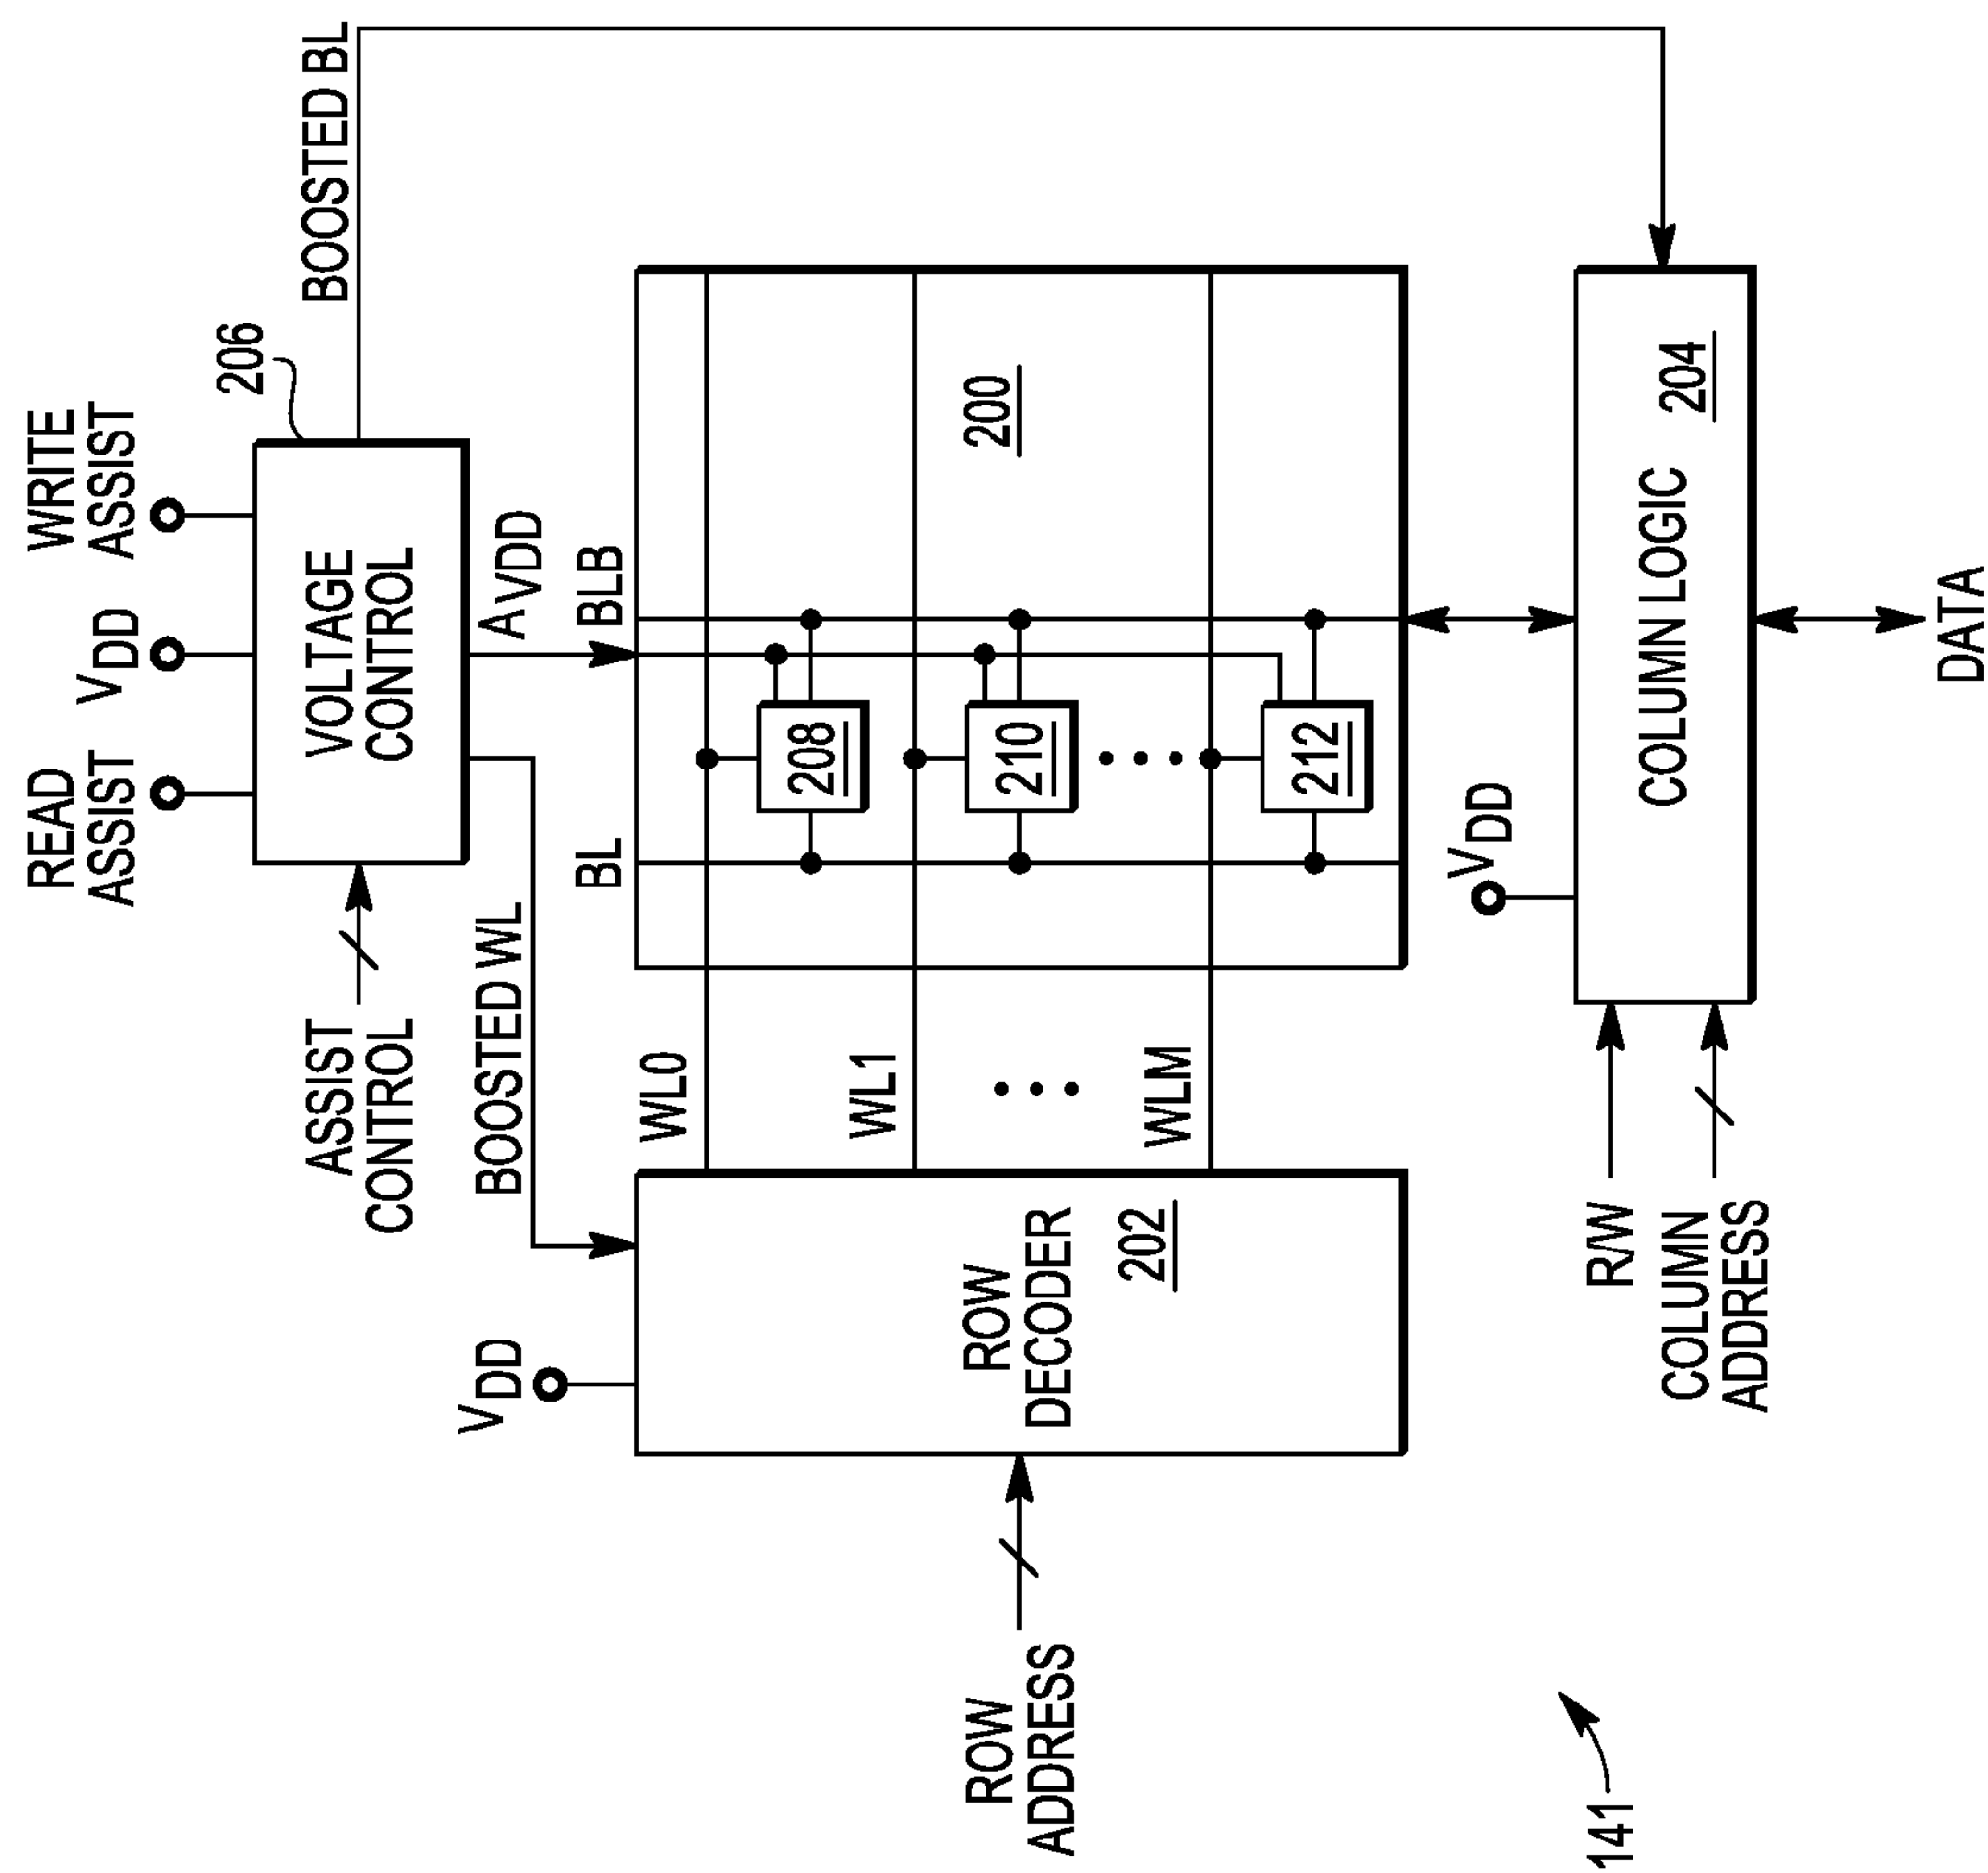 READ
ASSIST
VDD
WRITE
ASSIST
206
VOLTAGE
CONTROL
ASSIST
CONTROL
BOOSTED BL
BOOSTED WL
A VDD
VDD
BL
BLB
WL0
WL1
WLM
208
210
212
200
ROW
DECODER
202
ROW
ADDRESS
VDD
COLUMN LOGIC
204
R/W
COLUMN
ADDRESS
DATA
141